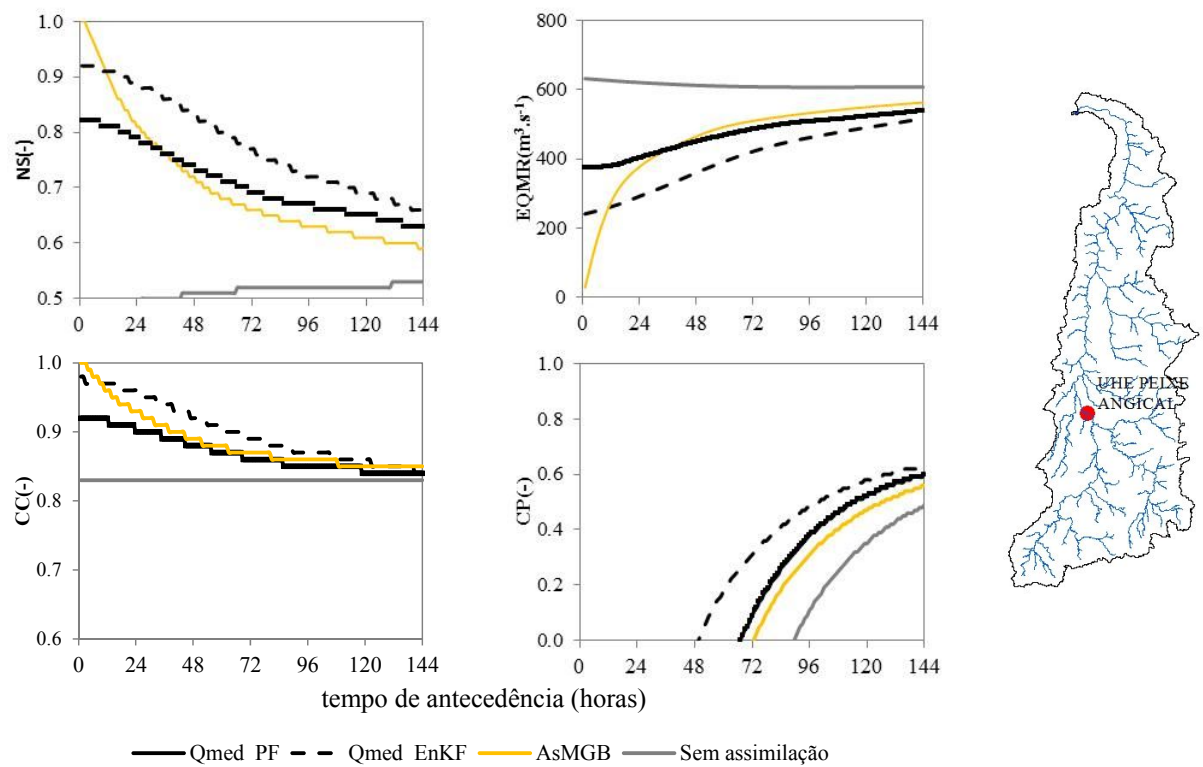 NS(-)
1.0
0.9
0.8
0.7
0.6
0.5
0 24 48 72 96 120 144
EQMR(m³.s⁻¹)
800
600
400
200
0
0 24 48 72 96 120 144
CC(-)
1.0
0.9
0.8
0.7
0.6
0 24 48 72 96 120 144
CP(-)
1.0
0.8
0.6
0.4
0.2
0.0
0 24 48 72 96 120 144
UHE PEIXE
ANGICAL
tempo de antecedência (horas)
Qmed PF Qmed EnKF AsMGB Sem assimilação